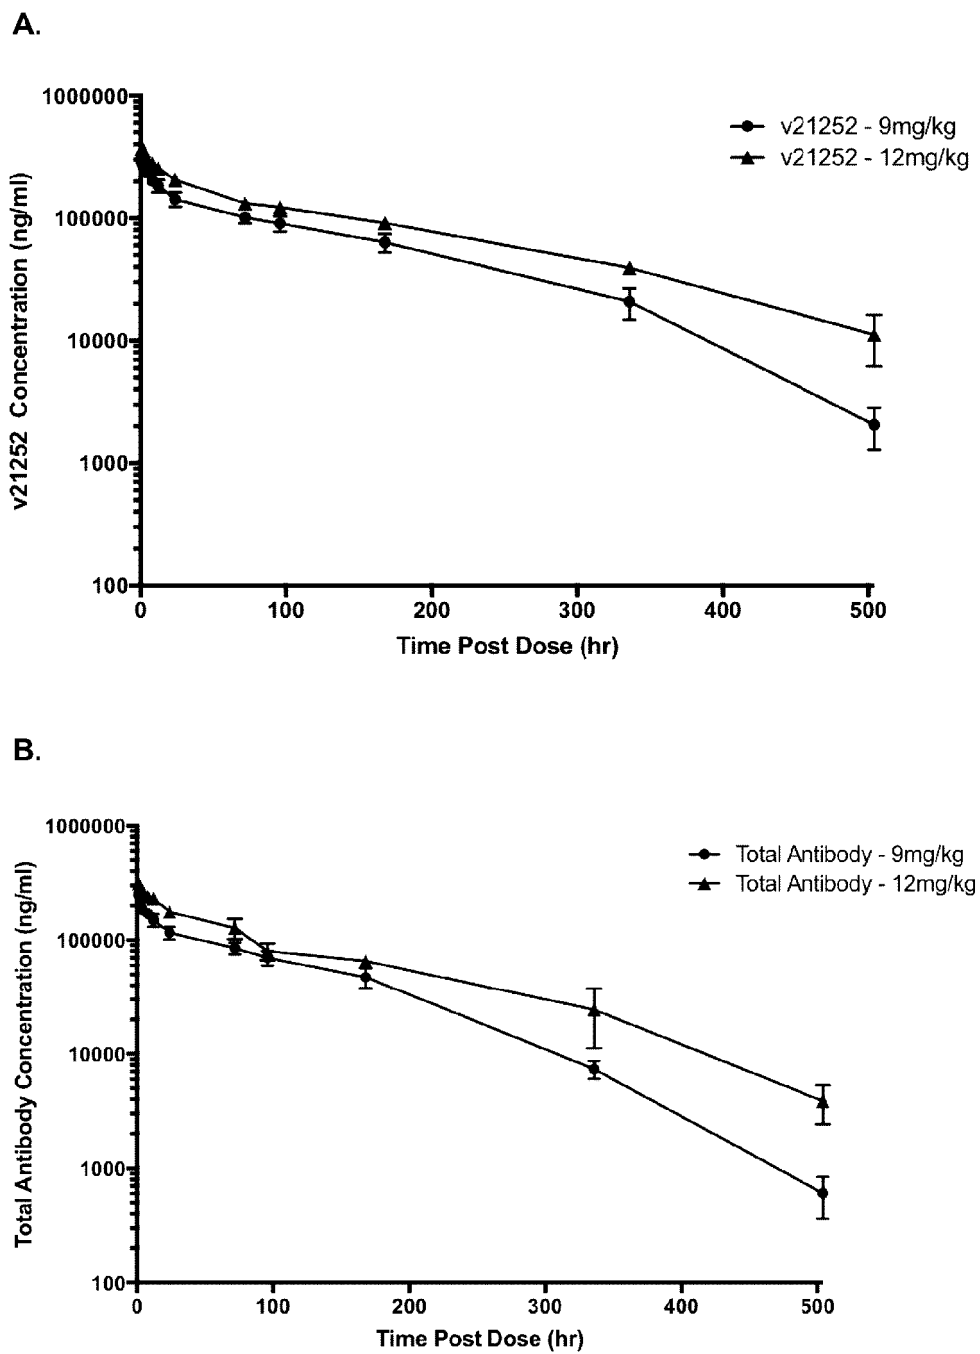 A.
1000000
100000
10000
1000
100
v21252 Concentration (ng/ml)
v21252 - 9mg/kg
v21252 - 12mg/kg
0 100 200 300 400 500
Time Post Dose (hr)
B.
1000000
100000
10000
1000
100
Total Antibody Concentration (ng/ml)
Total Antibody - 9mg/kg
Total Antibody - 12mg/kg
0 100 200 300 400 500
Time Post Dose (hr)